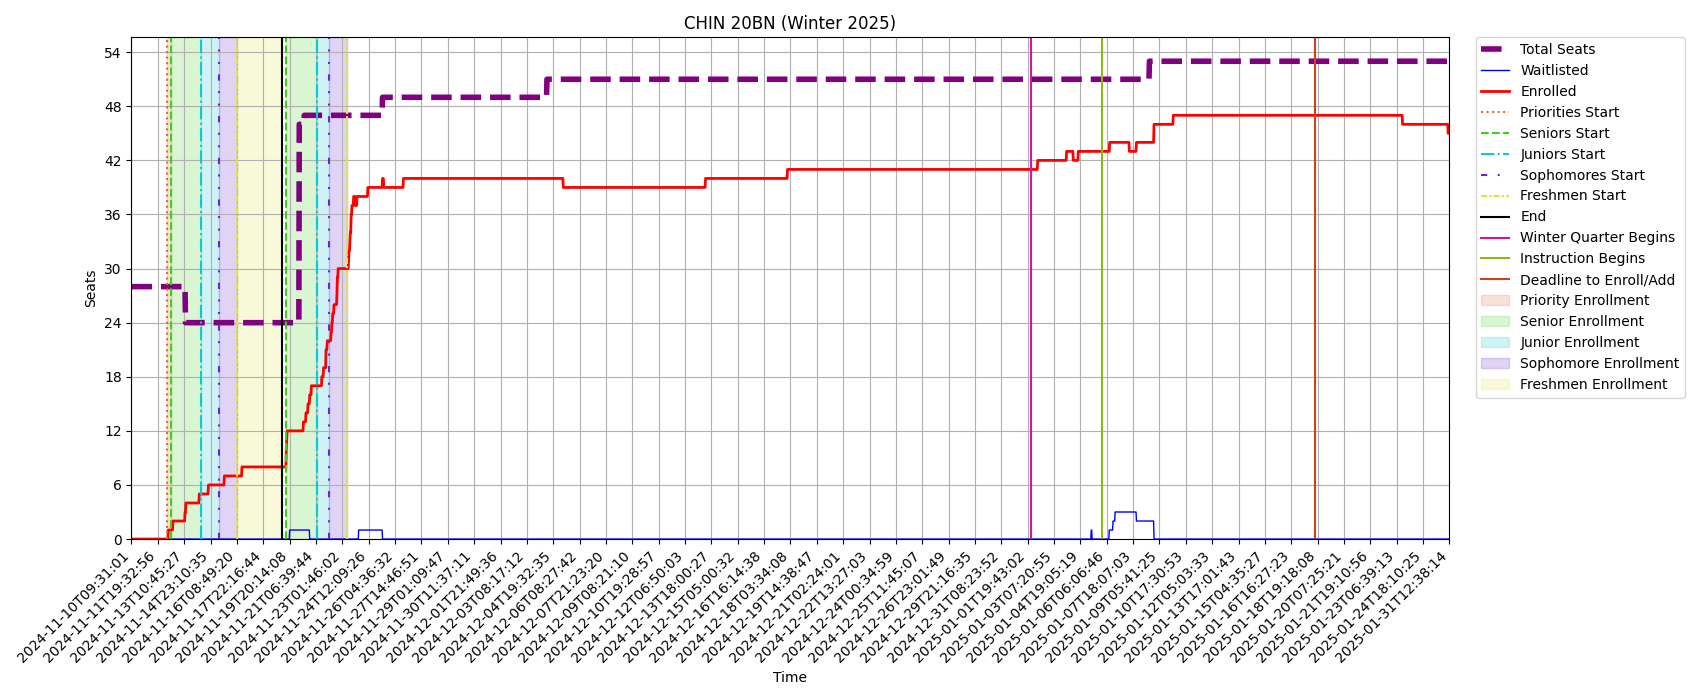 CHIN 20BN (Winter 2025)
54
48
42
36
30
24
18
12
6
0
Seats
2024-11-10T09:31:01
2024-11-11T19:32:56
2024-11-13T10:45:27
2024-11-14T23:10:35
2024-11-16T08:49:20
2024-11-17T22:16:44
2024-11-19T20:14:08
2024-11-21T06:39:44
2024-11-23T01:46:02
2024-11-24T12:09:26
2024-11-26T04:36:32
2024-11-27T14:46:51
2024-11-29T01:09:47
2024-11-30T11:37:11
2024-12-01T21:49:36
2024-12-03T08:17:12
2024-12-04T19:32:35
2024-12-06T08:27:42
2024-12-07T21:23:20
2024-12-09T08:21:10
2024-12-10T19:28:57
2024-12-12T06:50:03
2024-12-13T18:00:27
2024-12-15T05:00:32
2024-12-16T16:14:38
2024-12-18T03:34:08
2024-12-19T14:38:47
2024-12-21T02:24:01
2024-12-22T13:27:03
2024-12-24T00:34:59
2024-12-25T11:45:07
2024-12-26T23:01:49
2024-12-29T21:16:35
2024-12-31T08:23:52
2025-01-01T19:43:02
2025-01-03T07:20:55
2025-01-04T19:05:19
2025-01-06T06:06:46
2025-01-07T18:07:03
2025-01-09T05:41:25
2025-01-10T17:30:53
2025-01-12T05:03:33
2025-01-13T17:01:43
2025-01-15T04:35:27
2025-01-16T16:27:23
2025-01-18T19:18:08
2025-01-20T07:25:21
2025-01-21T19:10:56
2025-01-23T06:39:13
2025-01-24T18:10:25
2025-01-31T12:38:14
Time
Total Seats
Waitlisted
Enrolled
Priorities Start
Seniors Start
Juniors Start
Sophomores Start
Freshmen Start
End
Winter Quarter Begins
Instruction Begins
Deadline to Enroll/Add
Priority Enrollment
Senior Enrollment
Junior Enrollment
Sophomore Enrollment
Freshmen Enrollment